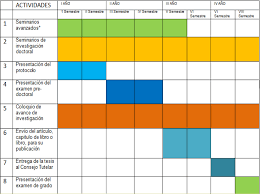 ACTIVIDADES
I AÑO
II AÑO
III AÑO
IV AÑO
I Semestre
II Semestre
III Semestre
IV Semestre
V Semestre
VI Semestre
VII Semestre
VIII Semestre
1
Seminarios
avanzados*
2
Seminarios de
investigación
doctoral
3
Presentación del
protocolo
4
Presentación del
examen pre-
doctoral
5
Coloquio de
avance de
investigación
6
Envío del artículo,
capítulo de libro o
libro, para su
publicación
7
Entrega de la tesis
al Consejo Tutelar
8
Presentación del
examen de grado